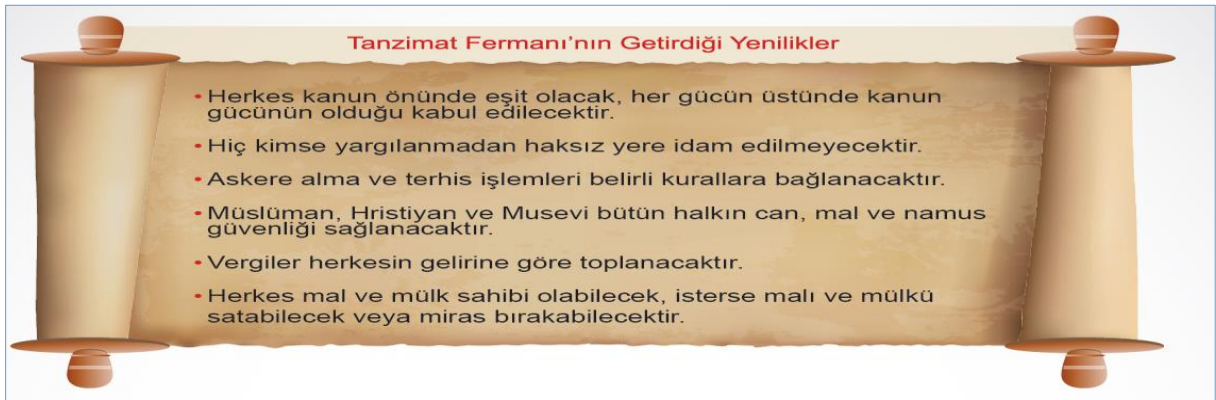 Tanzimat Fermanı'nın Getirdiği Yenilikler
• Herkes kanun önünde eşit olacak, her gücün üstünde kanun
gücünün olduğu kabul edilecektir.
• Hiç kimse yargılanmadan haksız yere idam edilmeyecektir.
• Askere alma ve terhis işlemleri belirli kurallara bağlanacaktır.
• Müslüman, Hristiyan ve Musevi bütün halkın can, mal ve namus
güvenliği sağlanacaktır.
• Vergiler herkesin gelirine göre toplanacaktır.
• Herkes mal ve mülk sahibi olabilecek, isterse malı ve mülkü
satabilecek veya miras bırakabilecektir.